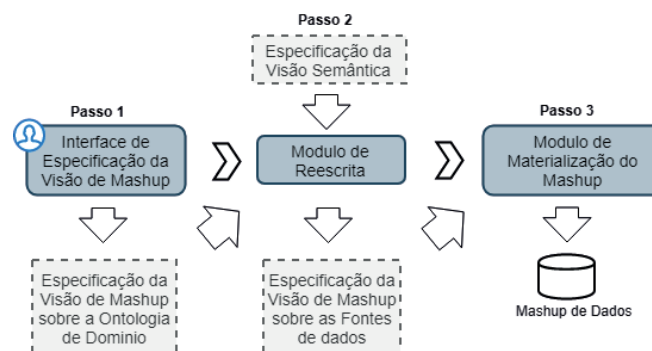 Passo 2
Especificação da
Visão Semântica
Passo 1
Passo 3
Interface de
Especificação da
Visão de Mashup
Modulo de
Reescrita
Modulo de
Materialização do
Mashup
Especificação da
Visão de Mashup
sobre a Ontologia
de Dominio
Especificação da
Visão de Mashup
sobre as Fontes
de dados
Mashup de Dados